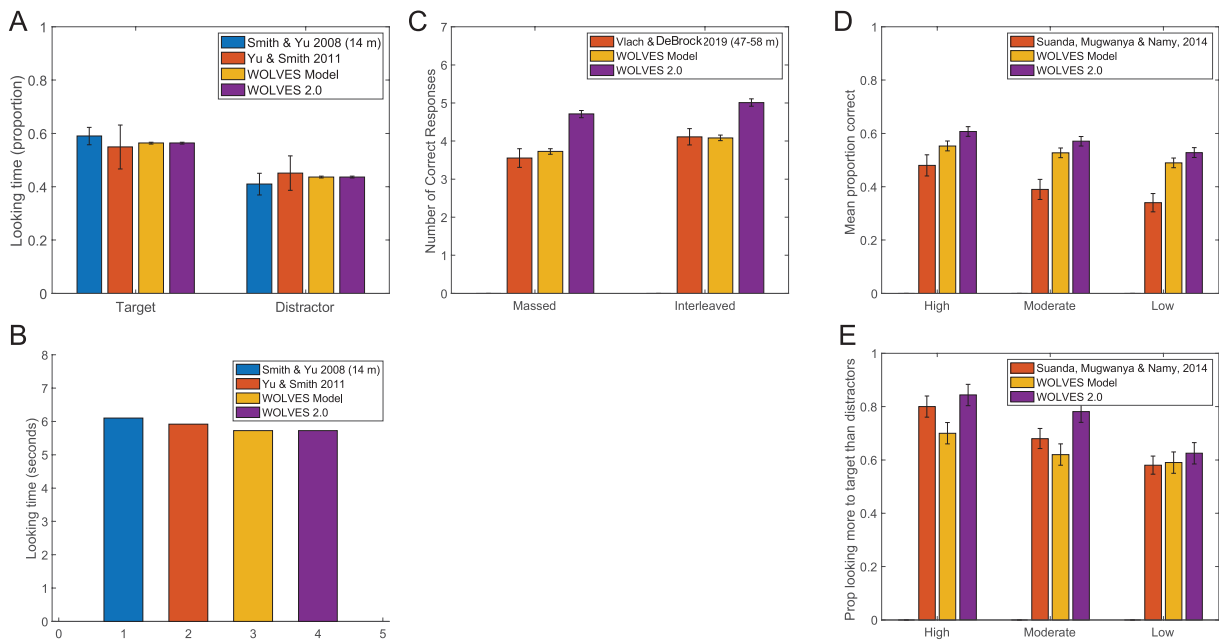 A
Looking time (proportion)
1
0.8
0.6
0.4
0.2
0
Smith & Yu 2008 (14 m)
Yu & Smith 2011
WOLVES Model
WOLVES 2.0
Target
Distractor
C
Number of Correct Responses
7
6
5
4
3
2
1
0
Vlach & DeBrock 2019 (47-58 m)
WOLVES Model
WOLVES 2.0
Massed
Interleaved
D
Mean proportion correct
1
0.8
0.6
0.4
0.2
0
Suanda, Mugwanya & Namy, 2014
WOLVES Model
WOLVES 2.0
High
Moderate
Low
B
Looking time (seconds)
8
7
6
5
4
3
2
1
0
Smith & Yu 2008 (14 m)
Yu & Smith 2011
WOLVES Model
WOLVES 2.0
0
1
2
3
4
5
E
Prop looking more to target than distractors
1
0.8
0.6
0.4
0.2
0
Suanda, Mugwanya & Namy, 2014
WOLVES Model
WOLVES 2.0
High
Moderate
Low